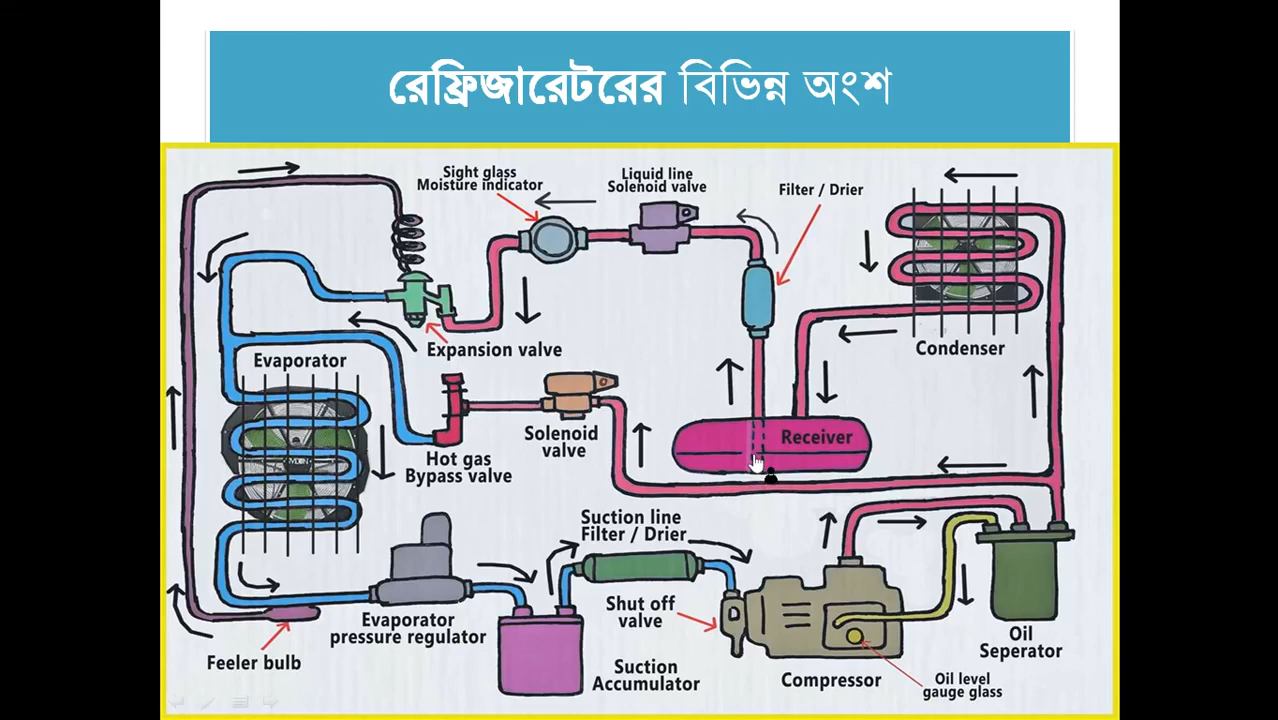 রেফ্রিজারেটরের বিভিন্ন অংশ
Sight glass
Moisture indicator
Liquid line
Solenoid valve
Filter / Drier
Expansion valve
Condenser
Evaporator
Receiver
Solenoid
valve
Hot gas
Bypass valve
Suction line
Filter / Drier
Shut off
valve
Evaporator
pressure regulator
Oil
Seperator
Feeler bulb
Suction
Accumulator
Compressor
Oil level
gauge glass